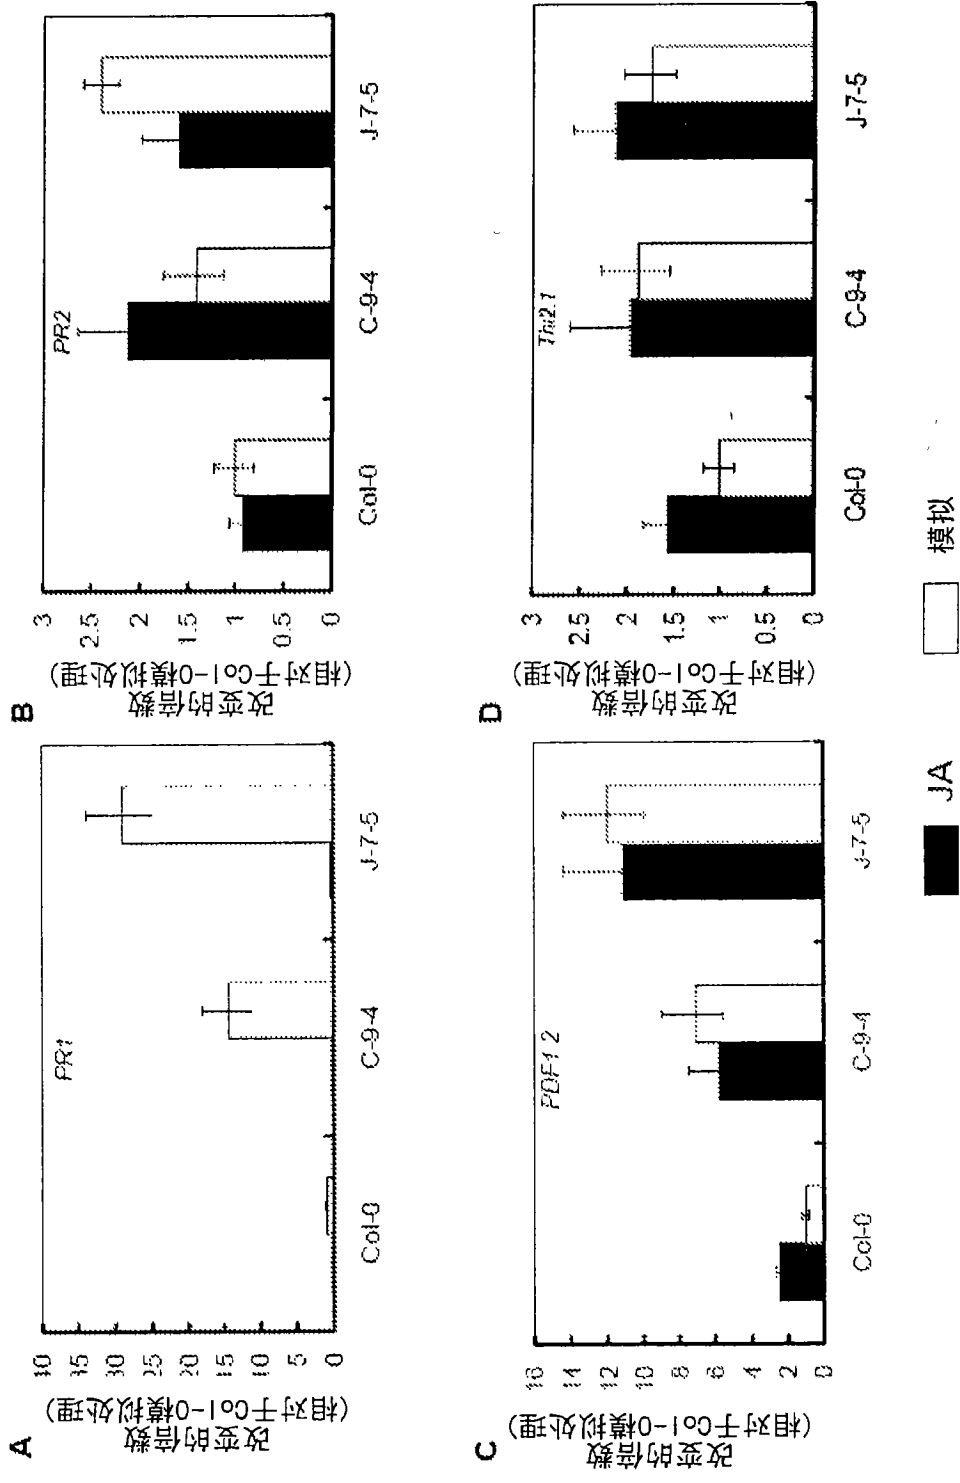 A
改变的倍数
(相对于Col-0模拟处理)
40
35
30
25
20
15
10
5
0
PR1
Col-0
C-9-4
J-7-5
B
改变的倍数
(相对于Col-0模拟处理)
3
2.5
2
1.5
1
0.5
0
PR2
Col-0
C-9-4
J-7-5
C
改变的倍数
(相对于Col-0模拟处理)
16
14
12
10
8
6
4
2
0
PDF1.2
Col-0
C-9-4
J-7-5
D
改变的倍数
(相对于Col-0模拟处理)
3
2.5
2
1.5
1
0.5
0
Thi2.1
Col-0
C-9-4
J-7-5
JA
模拟